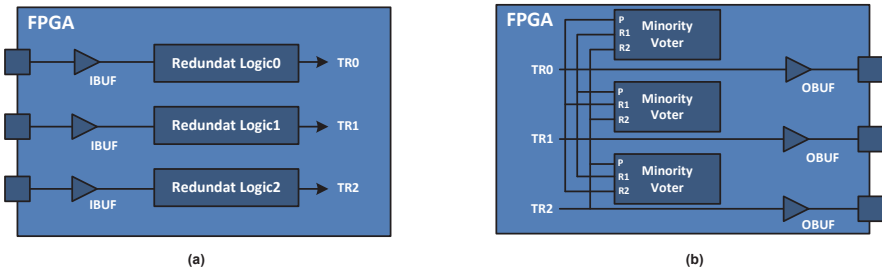 FPGA
Redundat Logic0
TR0
IBUF
Redundat Logic1
TR1
IBUF
Redundat Logic2
TR2
IBUF
(a)
FPGA
P
R1
R2
Minority
Voter
TR0
OBUF
P
R1
R2
Minority
Voter
TR1
OBUF
P
R1
R2
Minority
Voter
TR2
OBUF
(b)